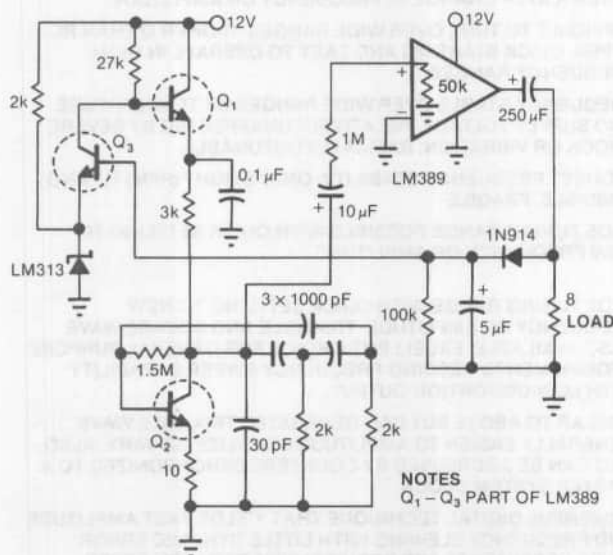 12V
12V
27k
2k
Q1
50k
+
−
+
250 µF
Q3
1M
LM389
0.1 µF
+
10 µF
3k
LM313
1N914
3 × 1000 pF
100k
+
5 µF
8
LOAD
1.5M
Q2
30 pF
2k
2k
10
NOTES
Q1 - Q3 PART OF LM389